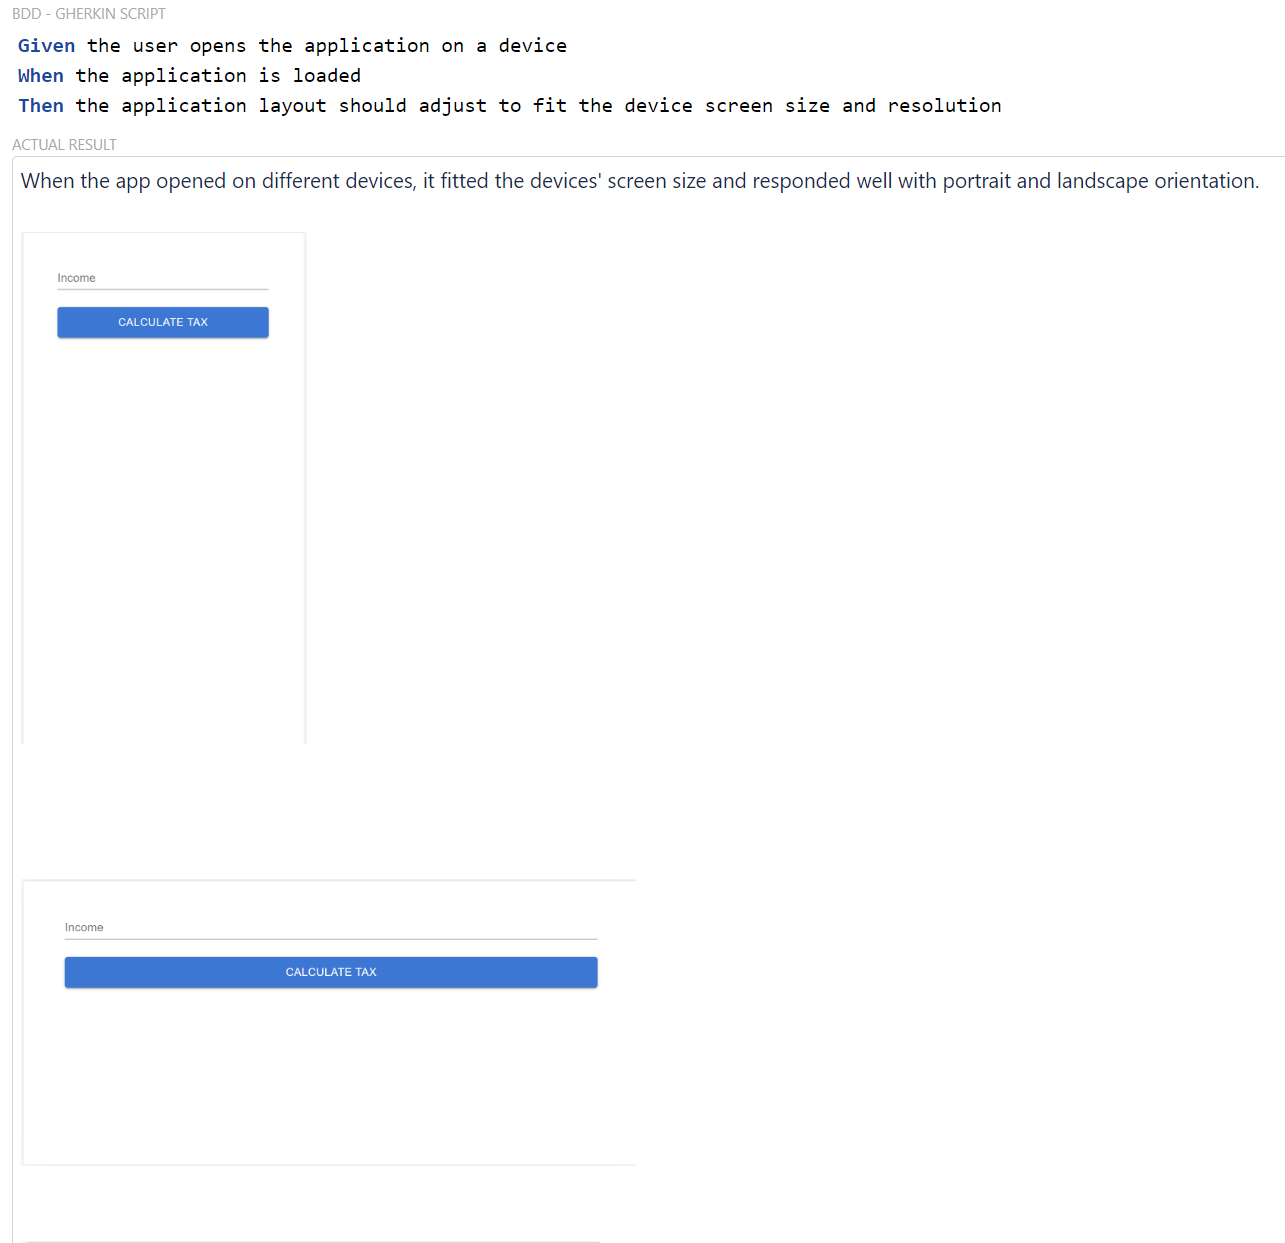 BDD - GHERKIN SCRIPT
Given the user opens the application on a device
When the application is loaded
Then the application layout should adjust to fit the device screen size and resolution
ACTUAL RESULT
When the app opened on different devices, it fitted the devices' screen size and responded well with portrait and landscape orientation.
Income
CALCULATE TAX
Income
CALCULATE TAX